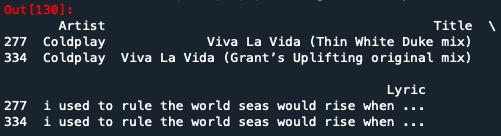 Out[130]:
Artist Title \
277 Coldplay Viva La Vida (Thin White Duke mix)
334 Coldplay Viva La Vida (Grant’s Uplifting original mix)
Lyric
277 i used to rule the world seas would rise when ...
334 i used to rule the world seas would rise when ...